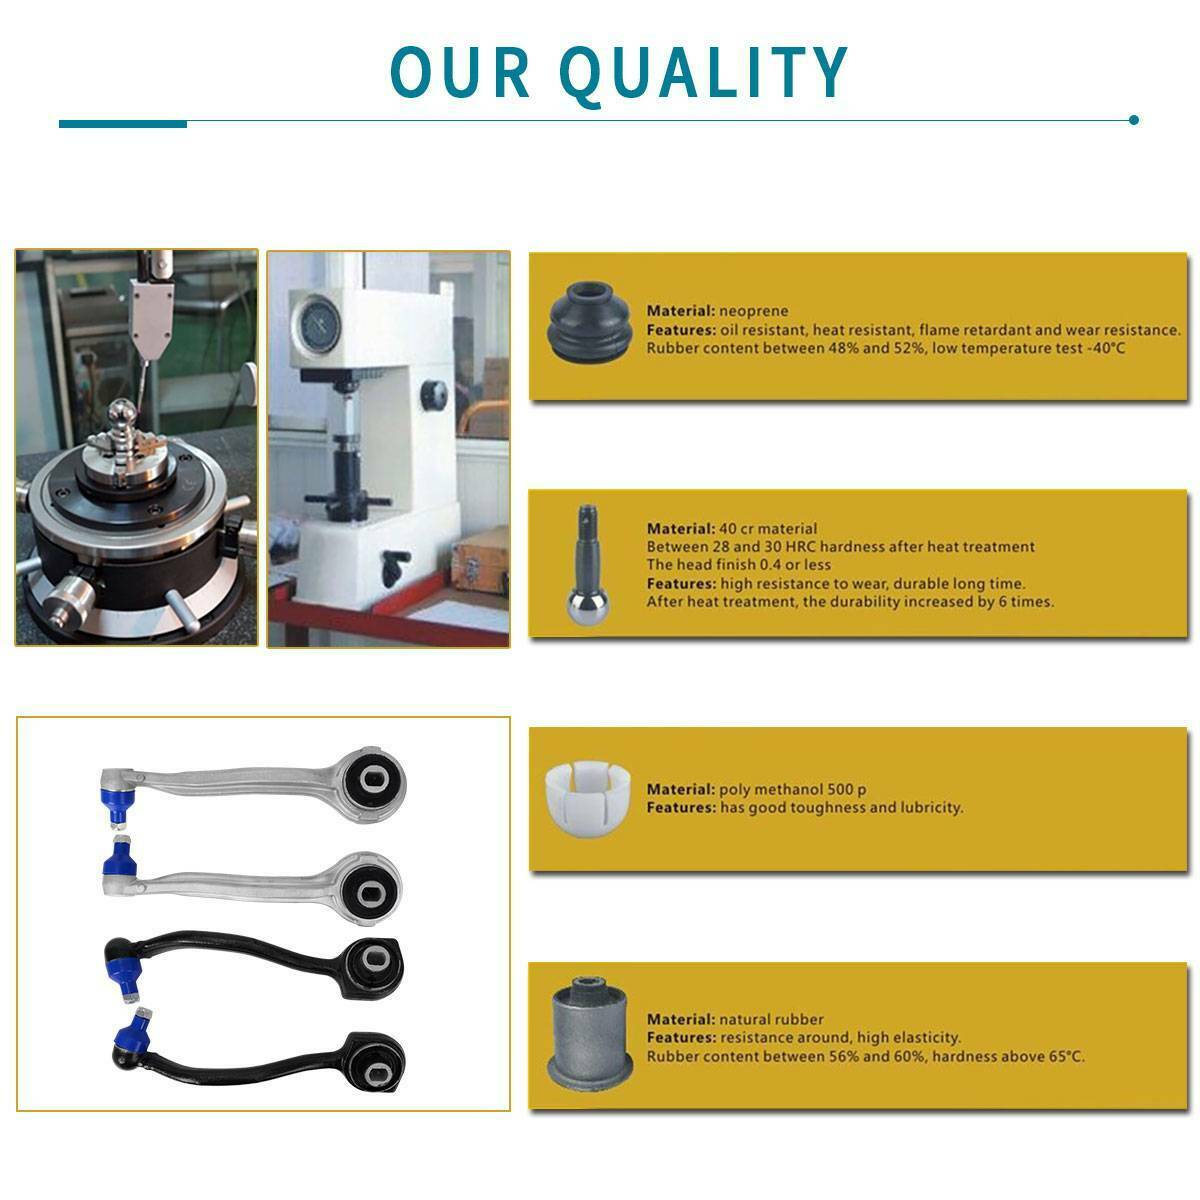 OUR QUALITY
Material: neoprene
Features: oil resistant, heat resistant, flame retardant and wear resistance.
Rubber content between 48% and 52%, low temperature test -40°C
Material: 40 cr material
Between 28 and 30 HRC hardness after heat treatment
The head finish 0.4 or less
Features: high resistance to wear, durable long time.
After heat treatment, the durability increased by 6 times.
Material: poly methanol 500 p
Features: has good toughness and lubricity.
Material: natural rubber
Features: resistance around, high elasticity.
Rubber content between 56% and 60%, hardness above 65°C.